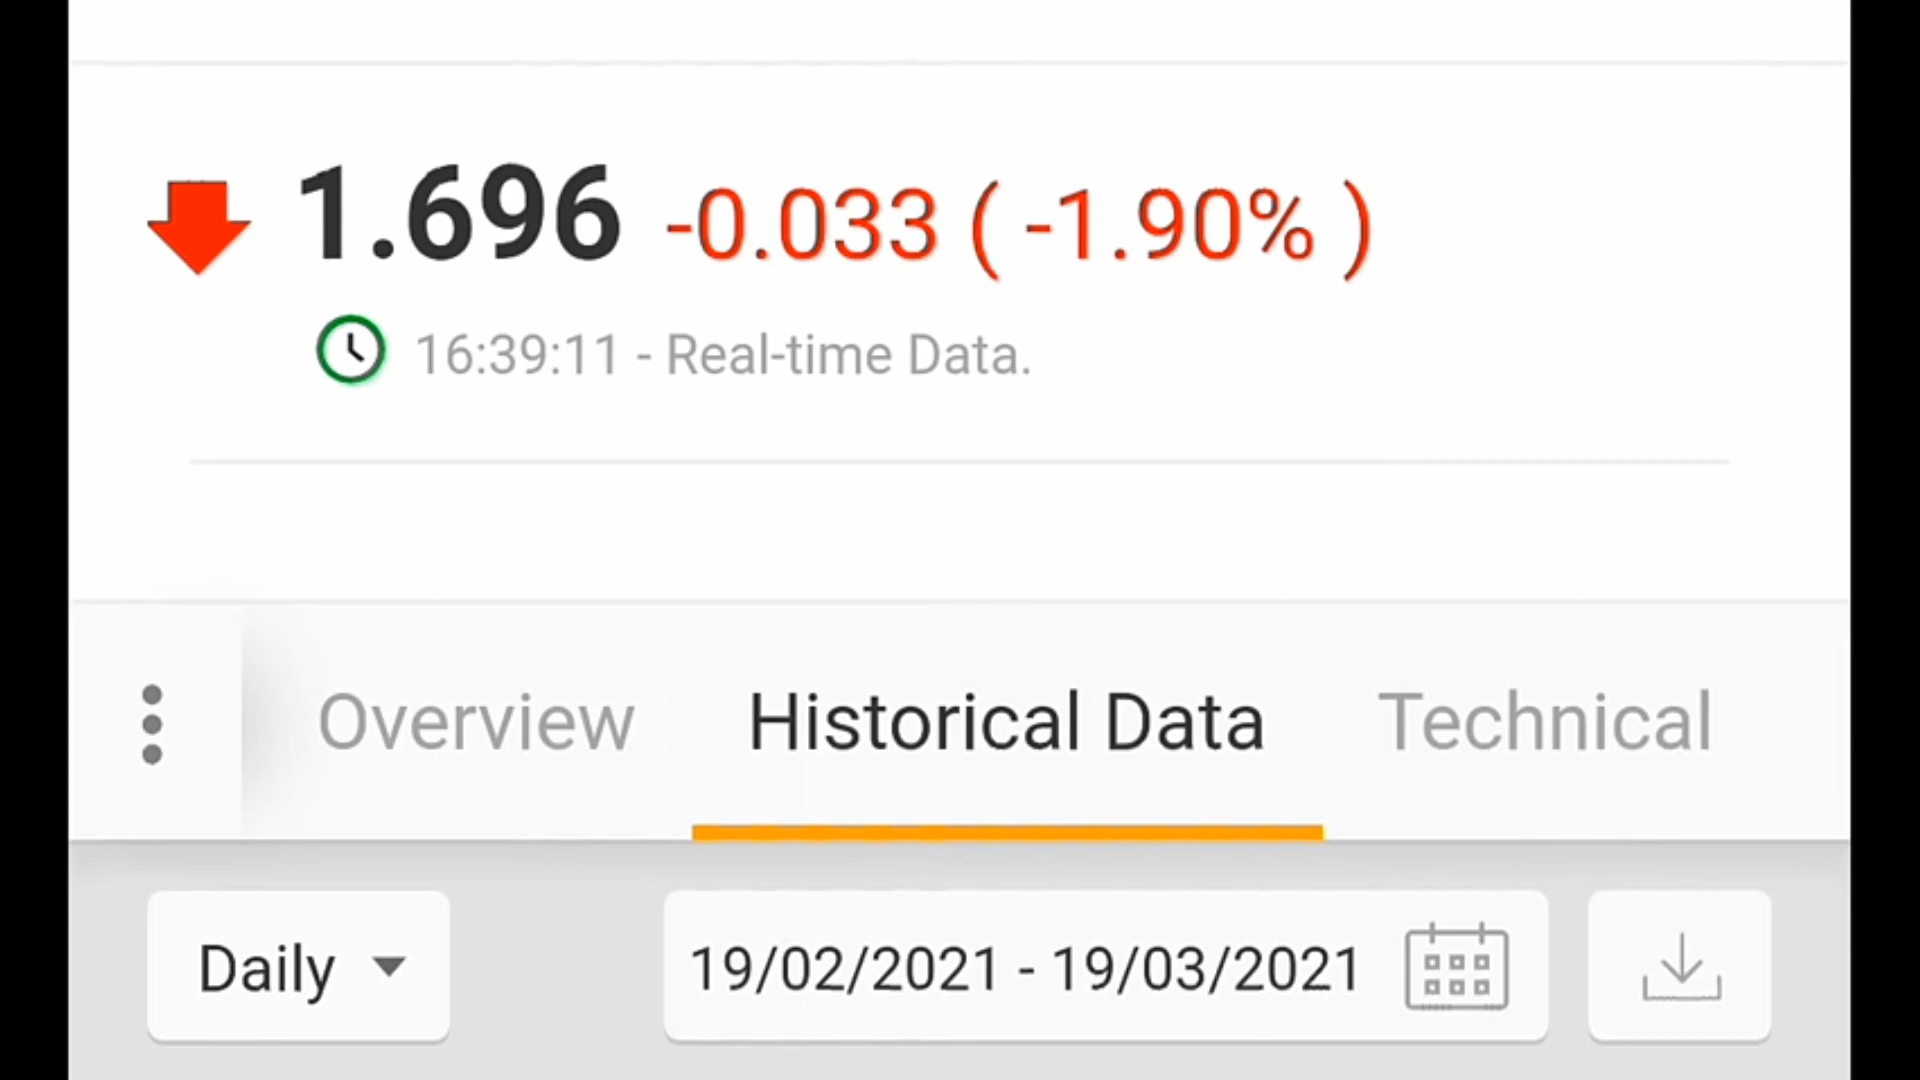 1.696 -0.033 ( -1.90% )
16:39:11 - Real-time Data.
Overview Historical Data Technical
Daily 19/02/2021 - 19/03/2021